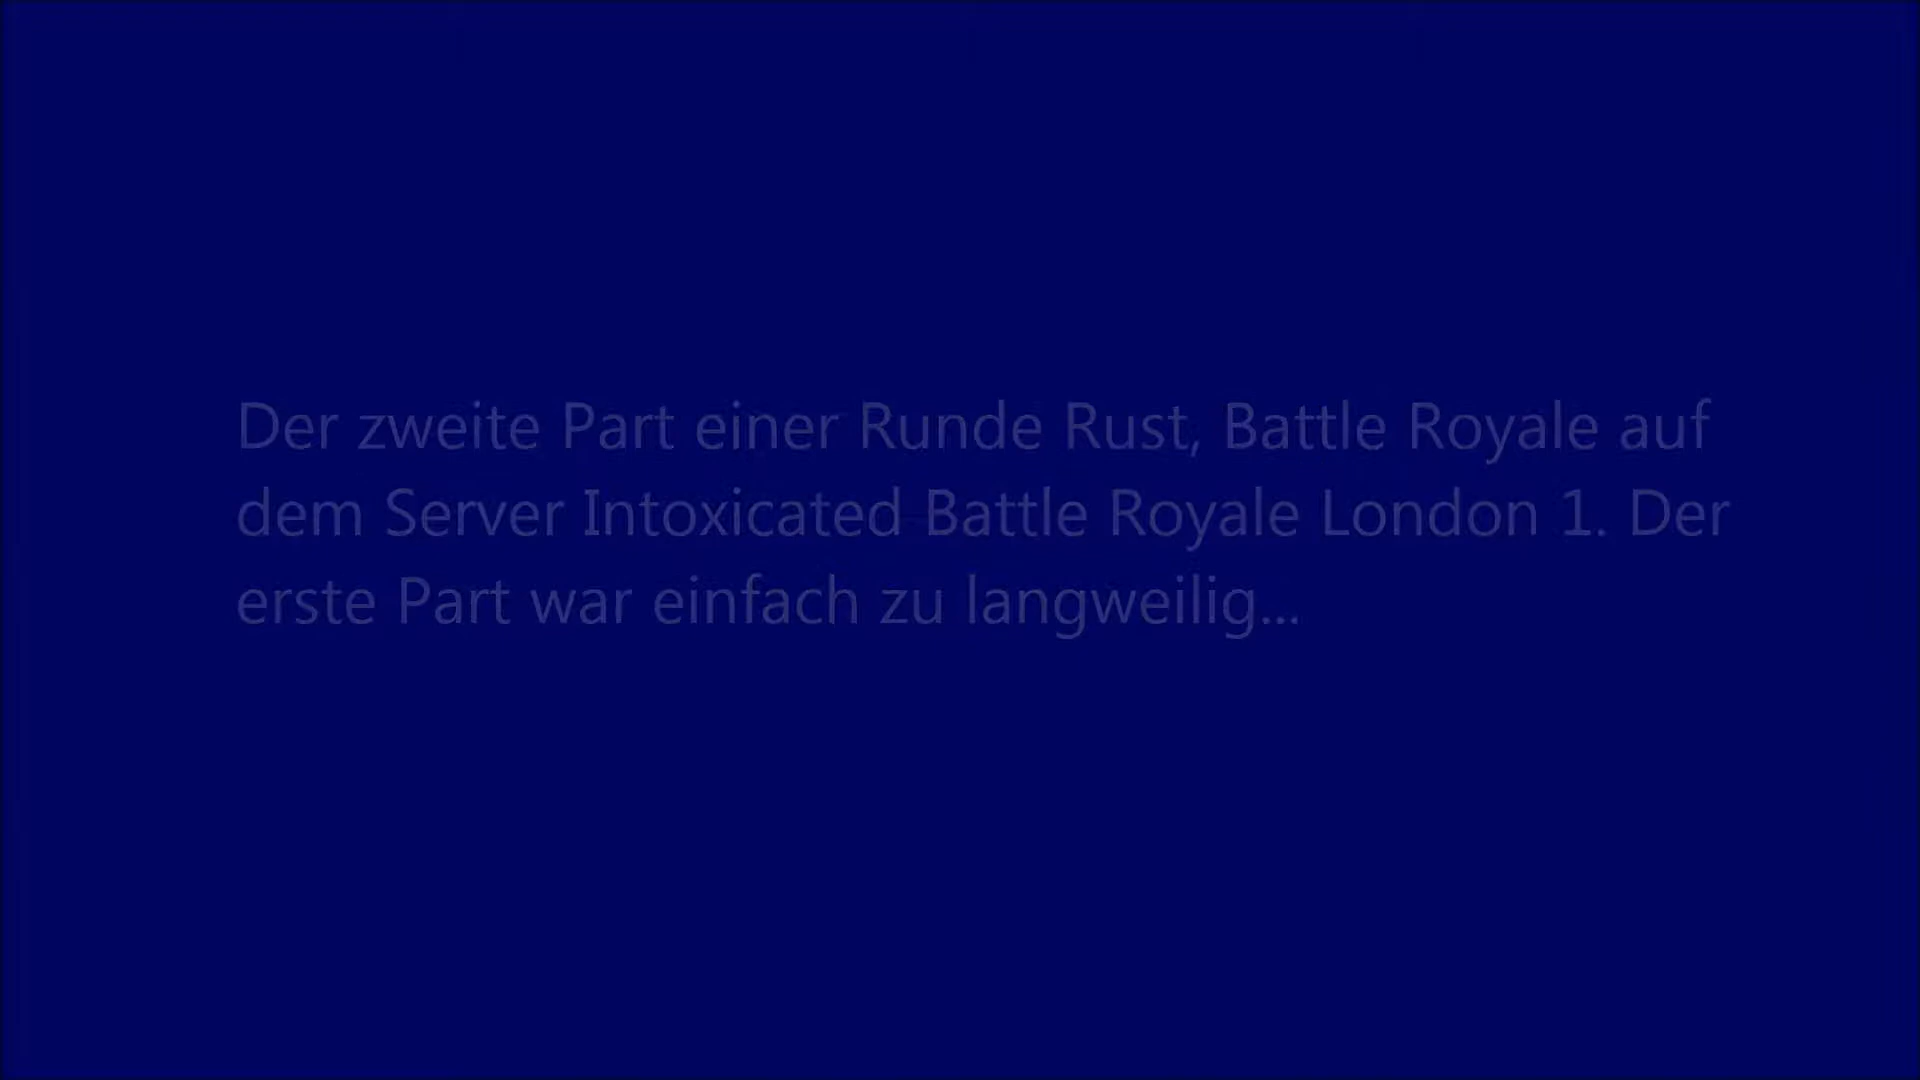 Der zweite Part einer Runde Rust, Battle Royale auf
dem Server Intoxicated Battle Royale London 1. Der
erste Part war einfach zu langweilig...